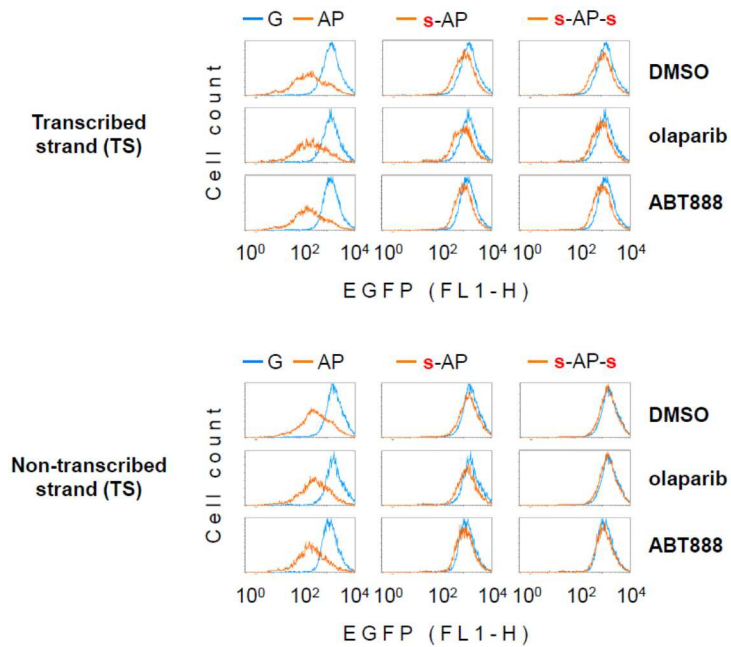 G AP s-AP s-AP-s
DMSO
Transcribed
strand (TS)
Cell count
olaparib
ABT888
10⁰ 10² 10⁴ 10⁰ 10² 10⁴ 10⁰ 10² 10⁴
EGFP (FL1-H)
G AP s-AP s-AP-s
DMSO
Non-transcribed
strand (TS)
Cell count
olaparib
ABT888
10⁰ 10² 10⁴ 10⁰ 10² 10⁴ 10⁰ 10² 10⁴
EGFP (FL1-H)